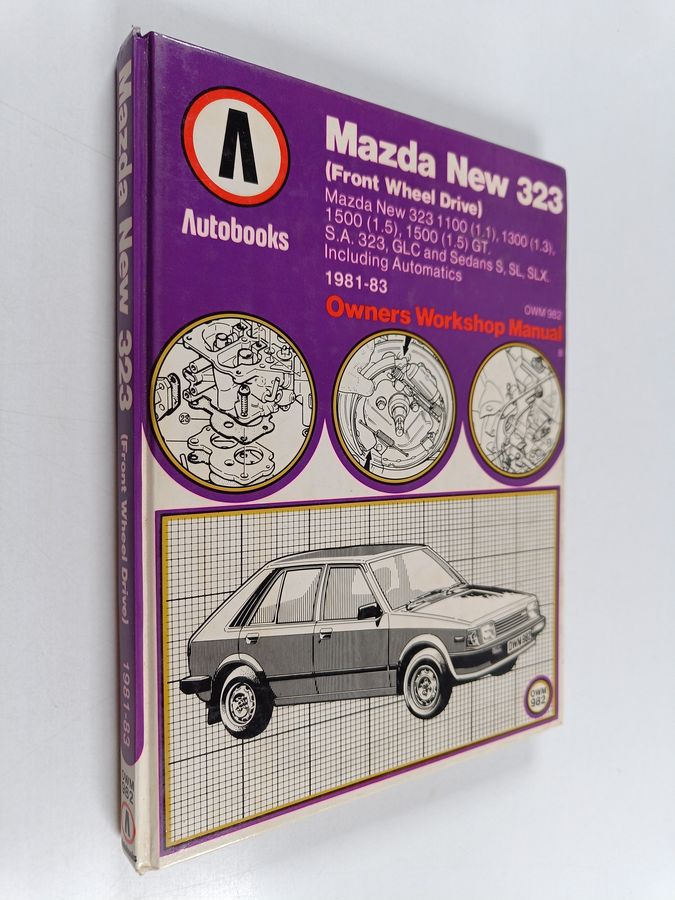 Mazda New 323 (Front Wheel Drive) 1981-83
OWM
982
Autobooks
Mazda New 323
(Front Wheel Drive)
Mazda New 323 1100 (1.1), 1300 (1.3),
1500 (1.5), 1500 (1.5) GT,
S.A. 323, GLC and Sedans S, SL, SLX.
Including Automatics
1981-83
OWM 982
Owners Workshop Manual
OWM 982
OWM
982